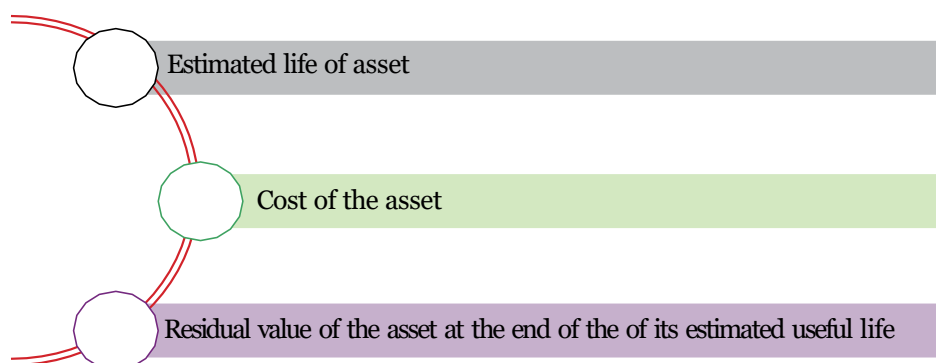 Estimated life of asset
Cost of the asset
Residual value of the asset at the end of the of its estimated useful life